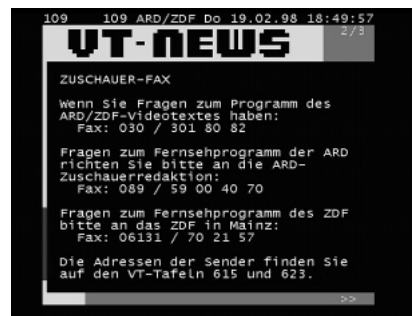 109 109 ARD/ZDF Do 19.02.98 18:49:57
VT-NEWS 2/3
ZUSCHAUER-FAX
Wenn Sie Fragen zum Programm des
ARD/ZDF-Videotextes haben:
Fax: 030 / 301 80 82
Fragen zum Fernsehprogramm der ARD
richten Sie bitte an die ARD-
Zuschauerredaktion:
Fax: 089 / 59 00 40 70
Fragen zum Fernsehprogramm des ZDF
bitte an das ZDF in Mainz:
Fax: 06131 / 70 21 57
Die Adressen der Sender finden Sie
auf den VT-Tafeln 615 und 623.
>>